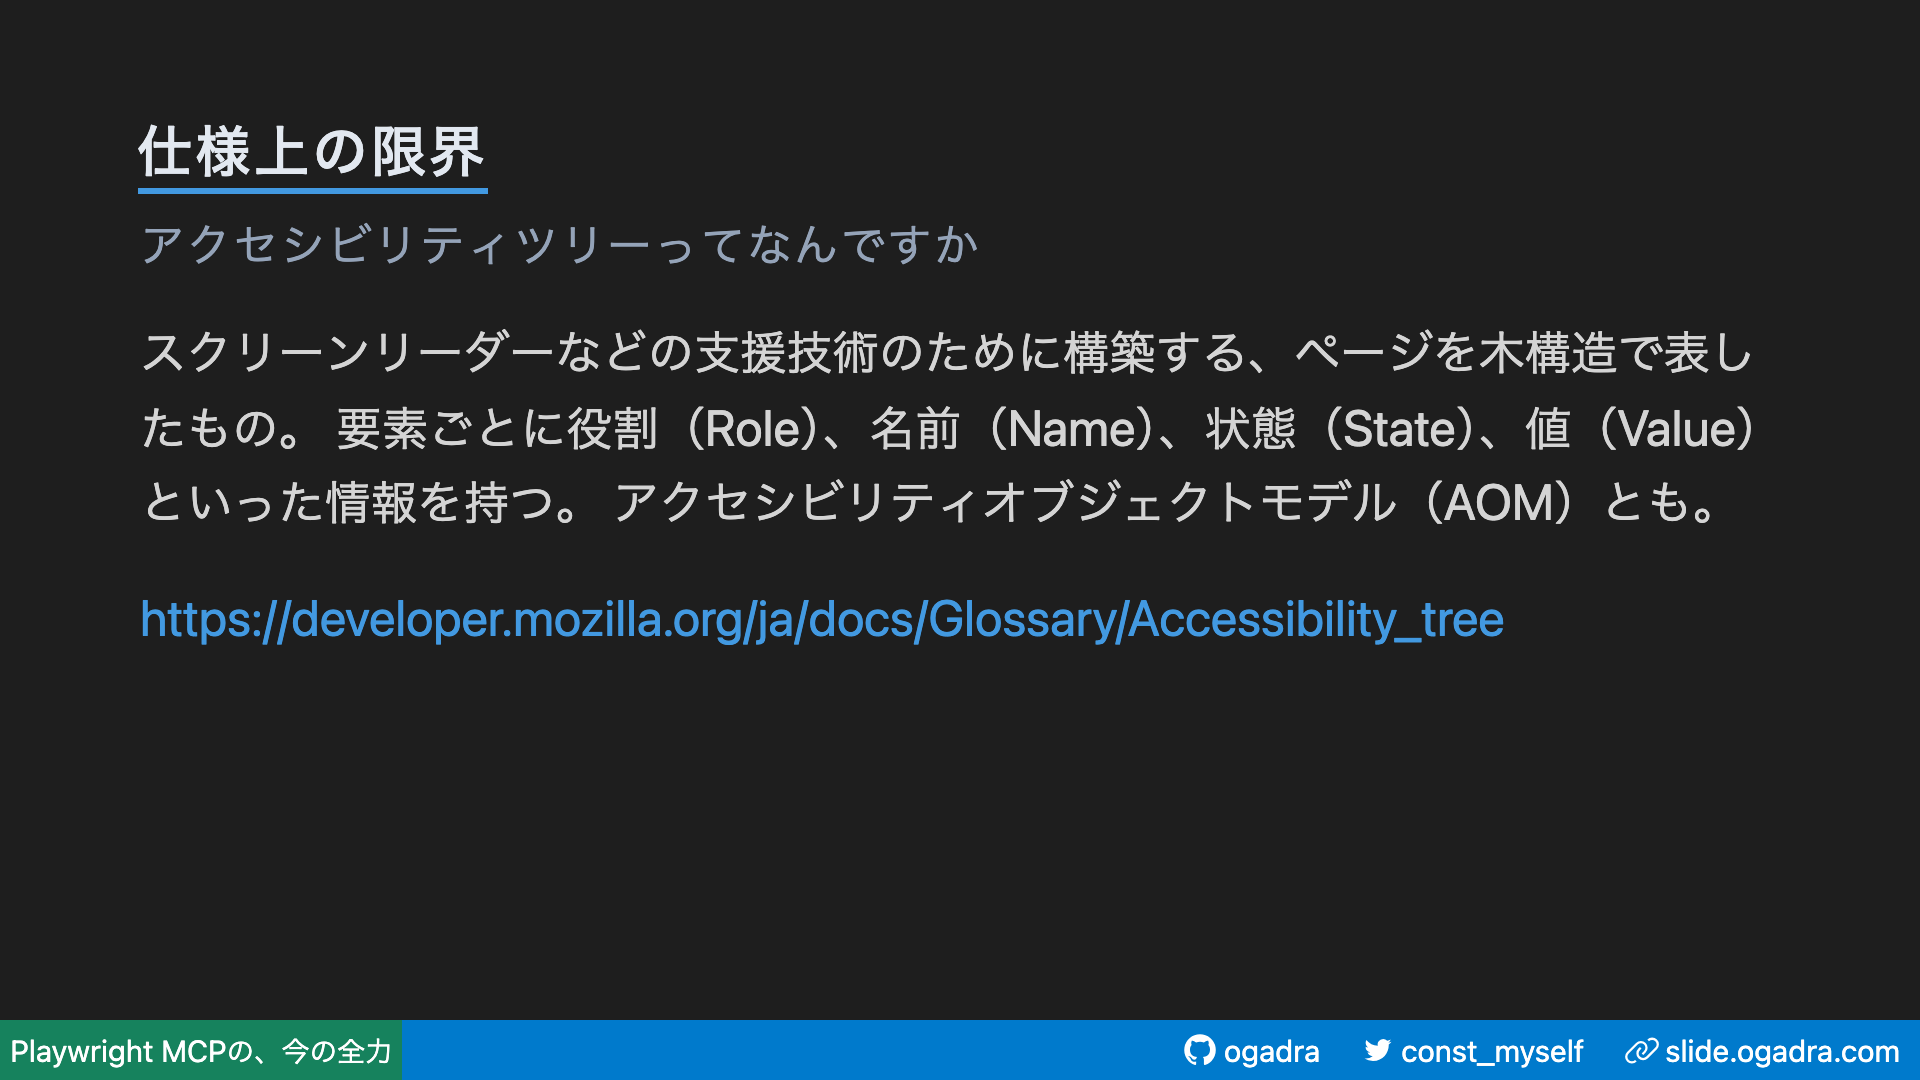 仕様上の限界
アクセシビリティツリーってなんですか
スクリーンリーダーなどの支援技術のために構築する、ページを木構造で表し
たもの。 要素ごとに役割（Role）、名前（Name）、状態（State）、値（Value）
といった情報を持つ。 アクセシビリティオブジェクトモデル（AOM）とも。
https://developer.mozilla.org/ja/docs/Glossary/Accessibility_tree
Playwright MCPの、今の全力
ogadra
const_myself
slide.ogadra.com